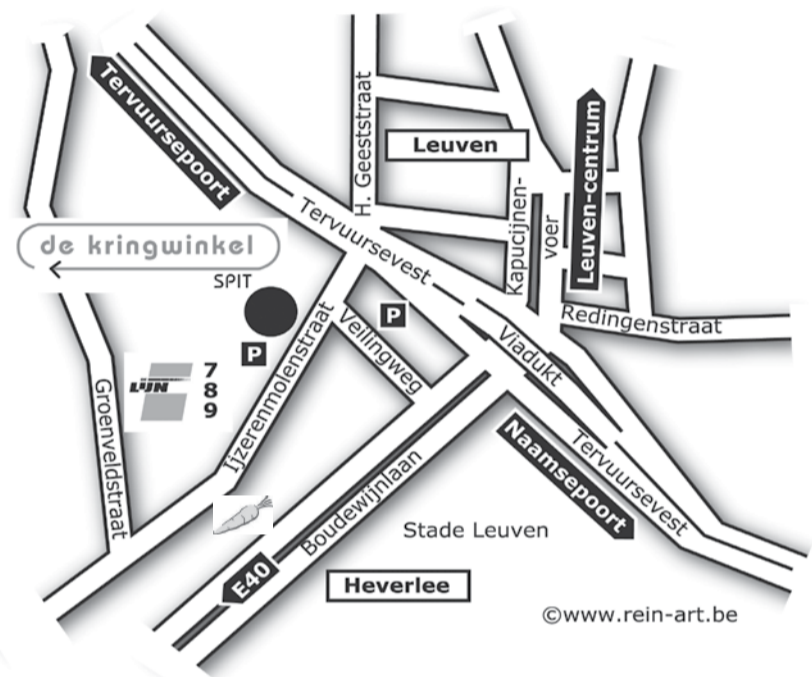 Tervuursepoort
H. Geeststraat
Leuven
Kapucijnen-
voer
Leuven-centrum
Tervuursevest
de kringwinkel
SPIT
P
P
Veilingweg
Viadukt
Redingenstraat
LIJN
7
8
9
Groenveldstraat
Ijzerenmolenstraat
Naamsepoort
Tervuursevest
Boudewijnlaan
Stade Leuven
E40
Heverlee
©www.rein-art.be